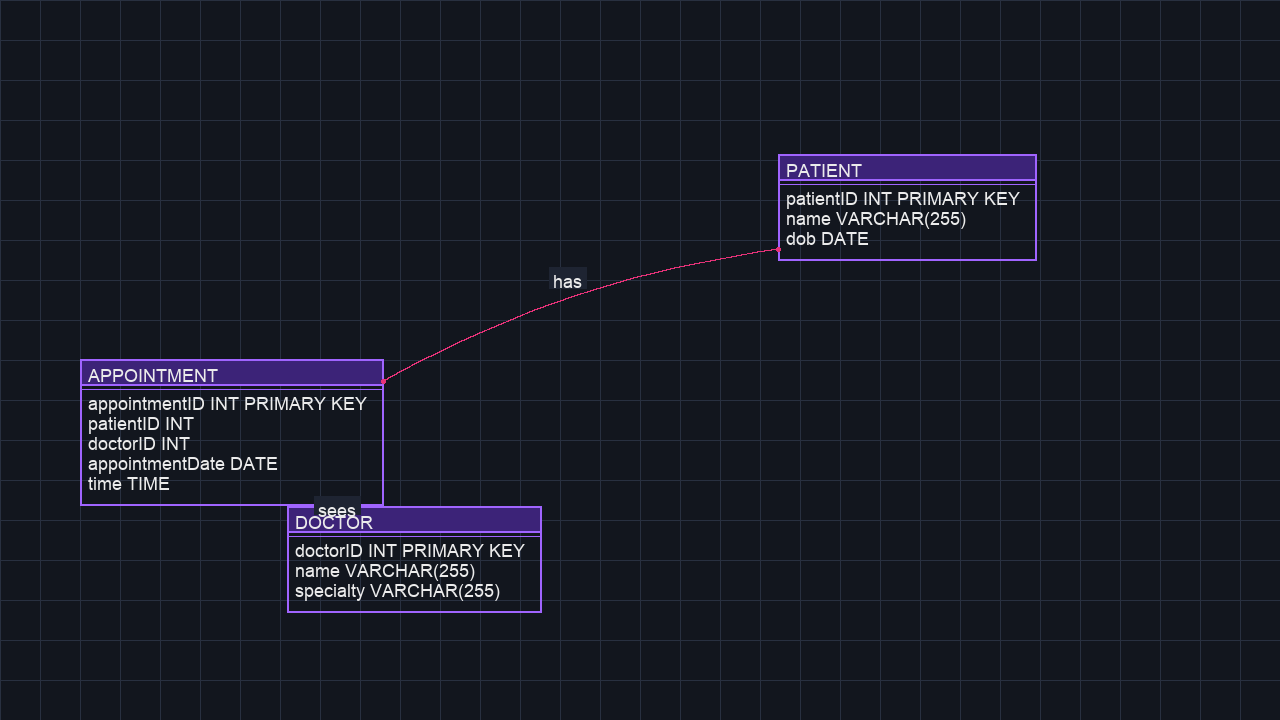 PATIENT
patientID INT PRIMARY KEY
name VARCHAR(255)
dob DATE
has
APPOINTMENT
appointmentID INT PRIMARY KEY
patientID INT
doctorID INT
appointmentDate DATE
time TIME
sees
DOCTOR
doctorID INT PRIMARY KEY
name VARCHAR(255)
specialty VARCHAR(255)